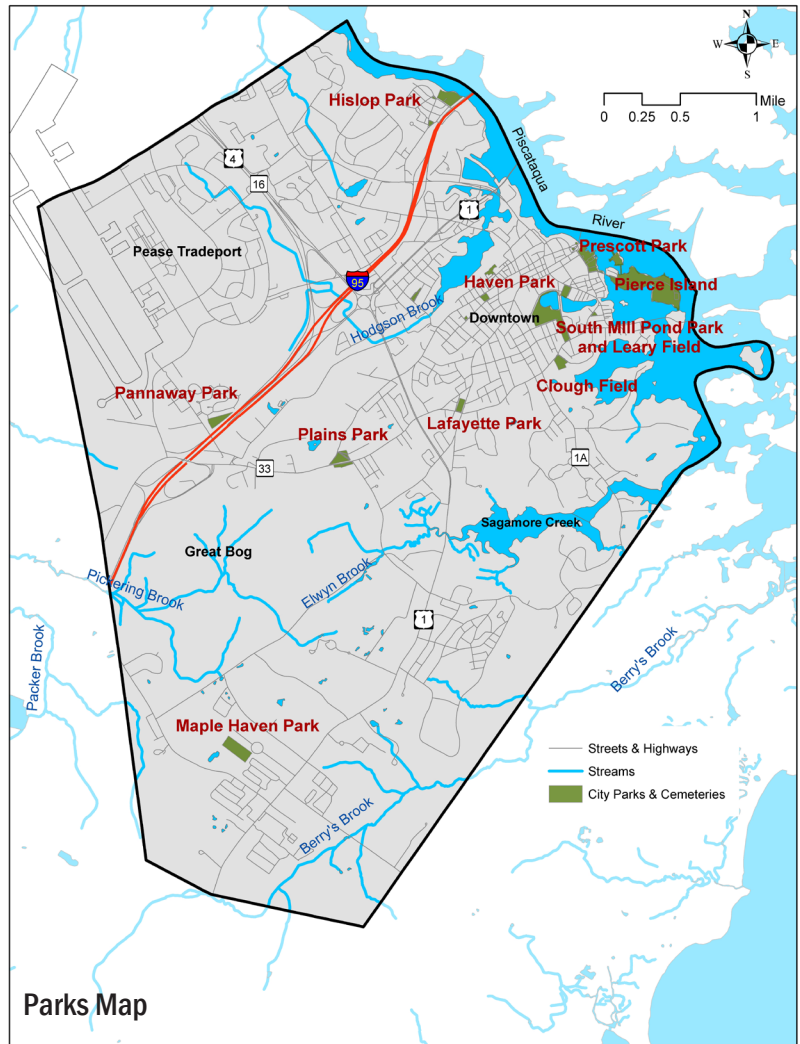 N
W
E
S
Mile
0
0.25
0.5
1
Hislop Park
Piscataqua
River
4
16
1
Pease Tradeport
Prescott Park
95
Haven Park
Pierce Island
Hodgson Brook
Downtown
South Mill Pond Park
and Leary Field
Clough Field
Pannaway Park
Lafayette Park
Plains Park
33
1A
Sagamore Creek
Great Bog
Elwyn Brook
Pickering Brook
1
Packer Brook
Berry's Brook
Maple Haven Park
Streets & Highways
Streams
City Parks & Cemeteries
Berry's Brook
Parks Map